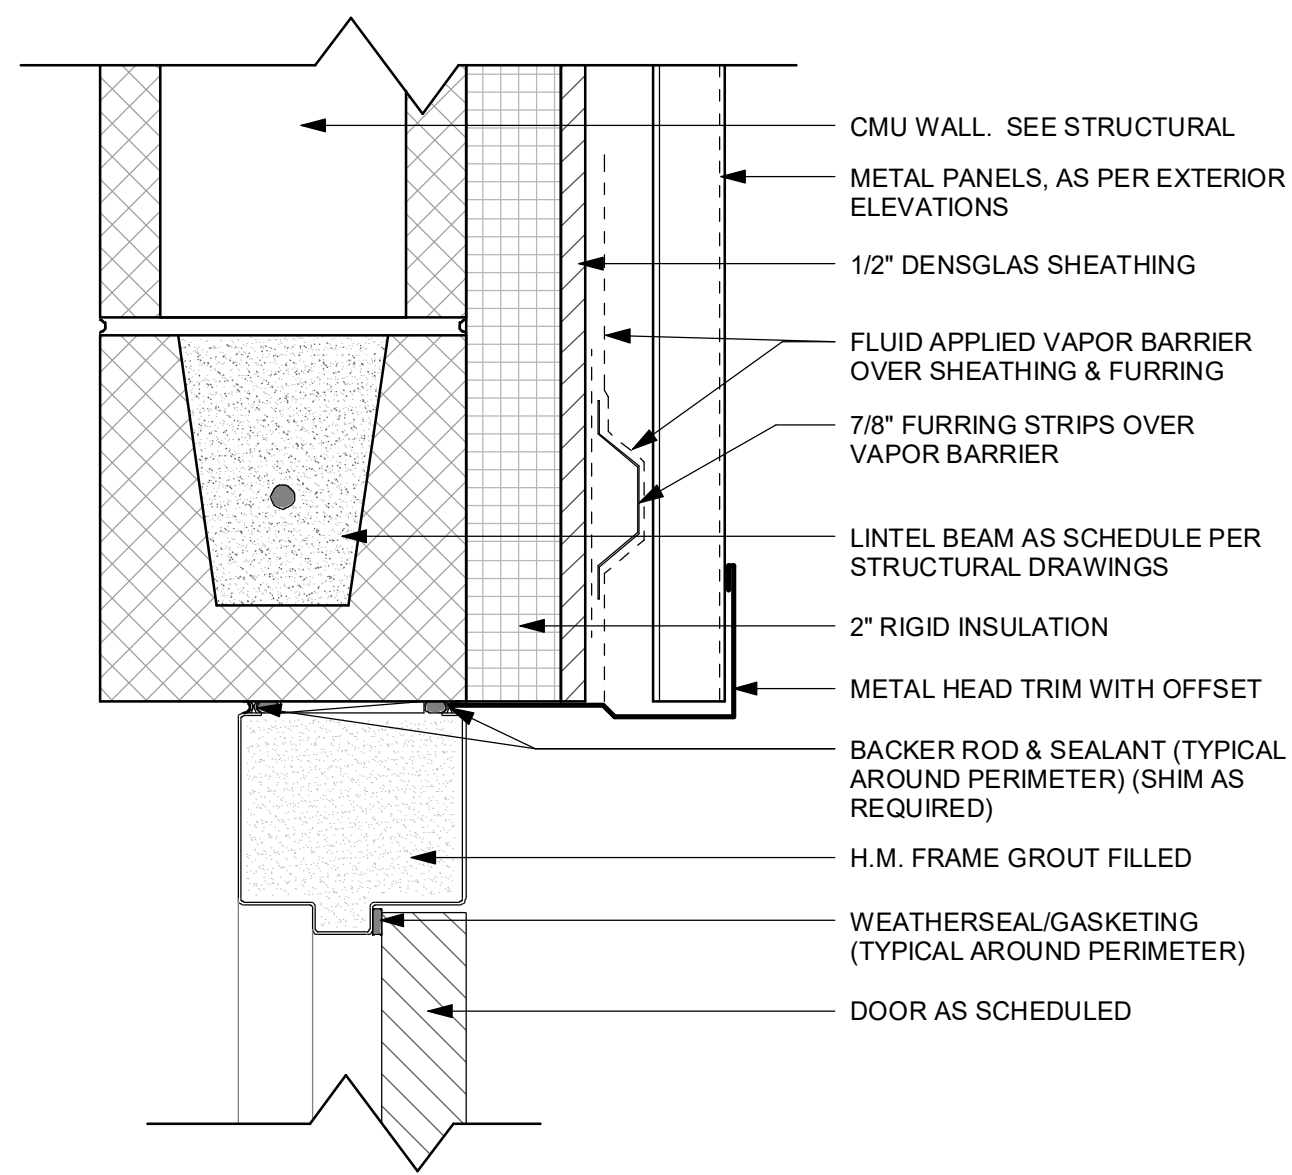 CMU WALL.  SEE STRUCTURAL
METAL PANELS, AS PER EXTERIOR
ELEVATIONS
1/2" DENSGLAS SHEATHING
FLUID APPLIED VAPOR BARRIER
OVER SHEATHING & FURRING
7/8" FURRING STRIPS OVER
VAPOR BARRIER
LINTEL BEAM AS SCHEDULE PER
STRUCTURAL DRAWINGS
2" RIGID INSULATION
METAL HEAD TRIM WITH OFFSET
BACKER ROD & SEALANT (TYPICAL
AROUND PERIMETER) (SHIM AS
REQUIRED)
H.M. FRAME GROUT FILLED
WEATHERSEAL/GASKETING
(TYPICAL AROUND PERIMETER)
DOOR AS SCHEDULED